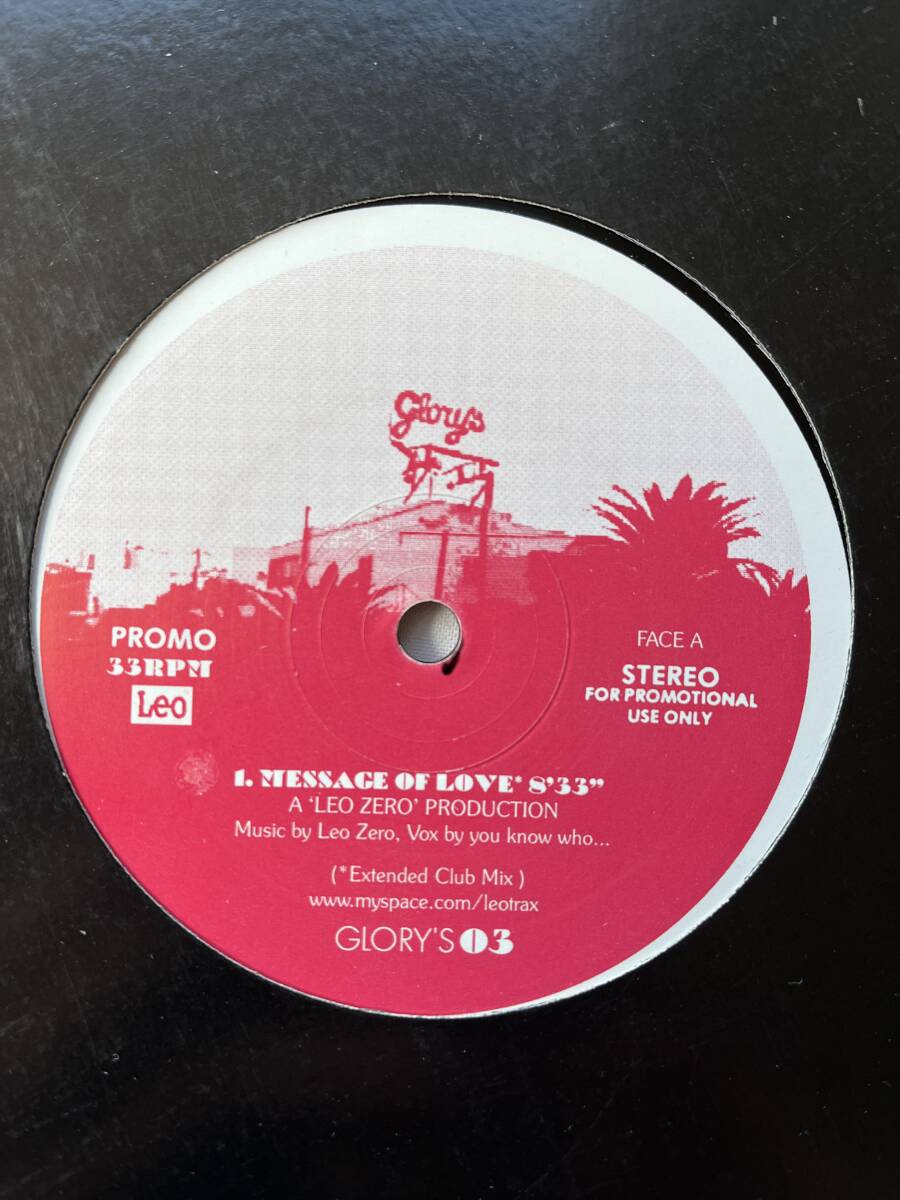 Glorys
PROMO
33RPM
Leo
FACE A
STEREO
FOR PROMOTIONAL
USE ONLY
1. MESSAGE OF LOVE* 8'33"
A 'LEO ZERO' PRODUCTION
Music by Leo Zero, Vox by you know who...
(*Extended Club Mix )
www.myspace.com/leotrax
GLORY'S 03